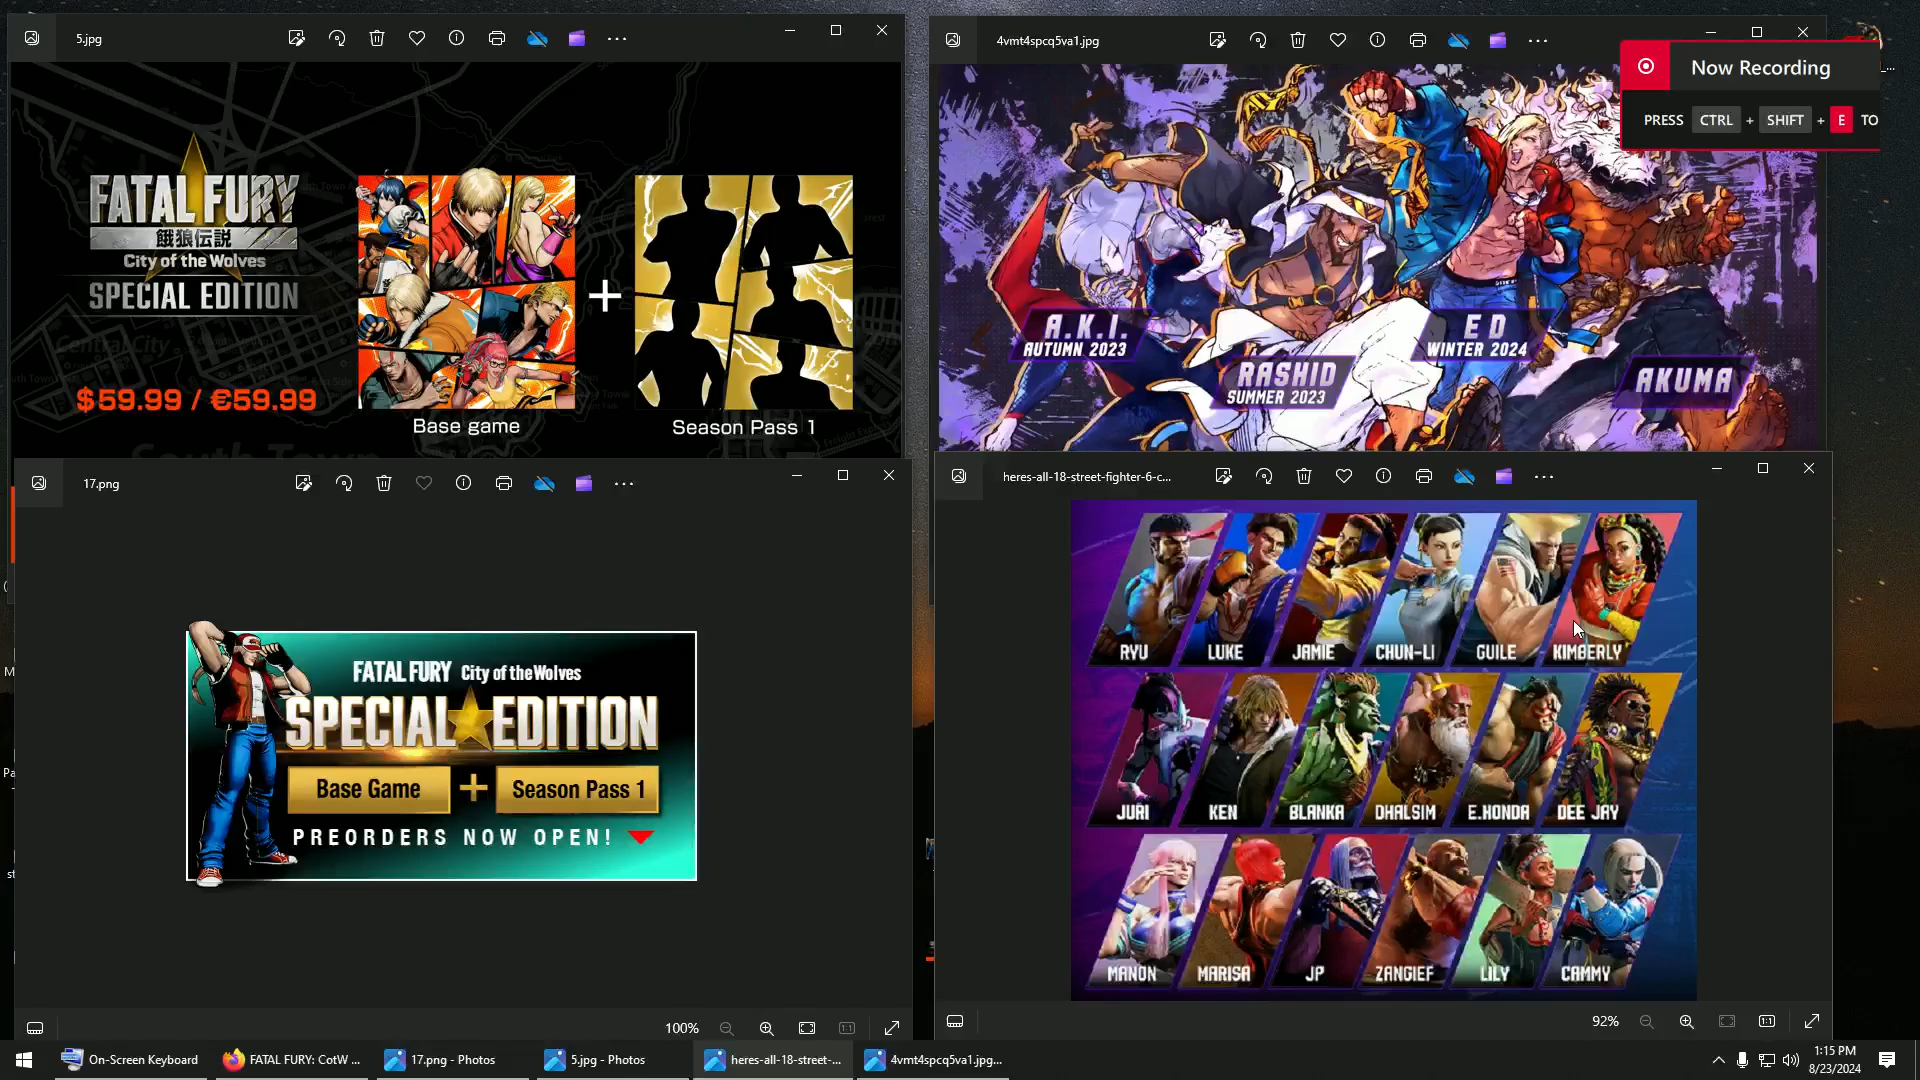 5.jpg
FATAL FURY
餓狼伝説
City of the Wolves
SPECIAL EDITION
$59.99 / €59.99
Central City
South Town
Base game
+
Season Pass 1
4vmt4spcq5va1.jpg
Now Recording
PRESS CTRL + SHIFT + E TO
A.K.I.
AUTUMN 2023
RASHID
SUMMER 2023
ED
WINTER 2024
AKUMA
17.png
FATAL FURY City of the Wolves
SPECIAL EDITION
Base Game + Season Pass 1
PREORDERS NOW OPEN!
100%
heres-all-18-street-fighter-6-c...
RYU LUKE JAMIE CHUN-LI GUILE KIMBERLY
JURI KEN BLANKA DHALSIM E.HONDA DEE JAY
MANON MARISA JP ZANGIEF LILY CAMMY
92%
On-Screen Keyboard
FATAL FURY: CotW ...
17.png - Photos
5.jpg - Photos
heres-all-18-street-...
4vmt4spcq5va1.jpg...
1:15 PM
8/23/2024